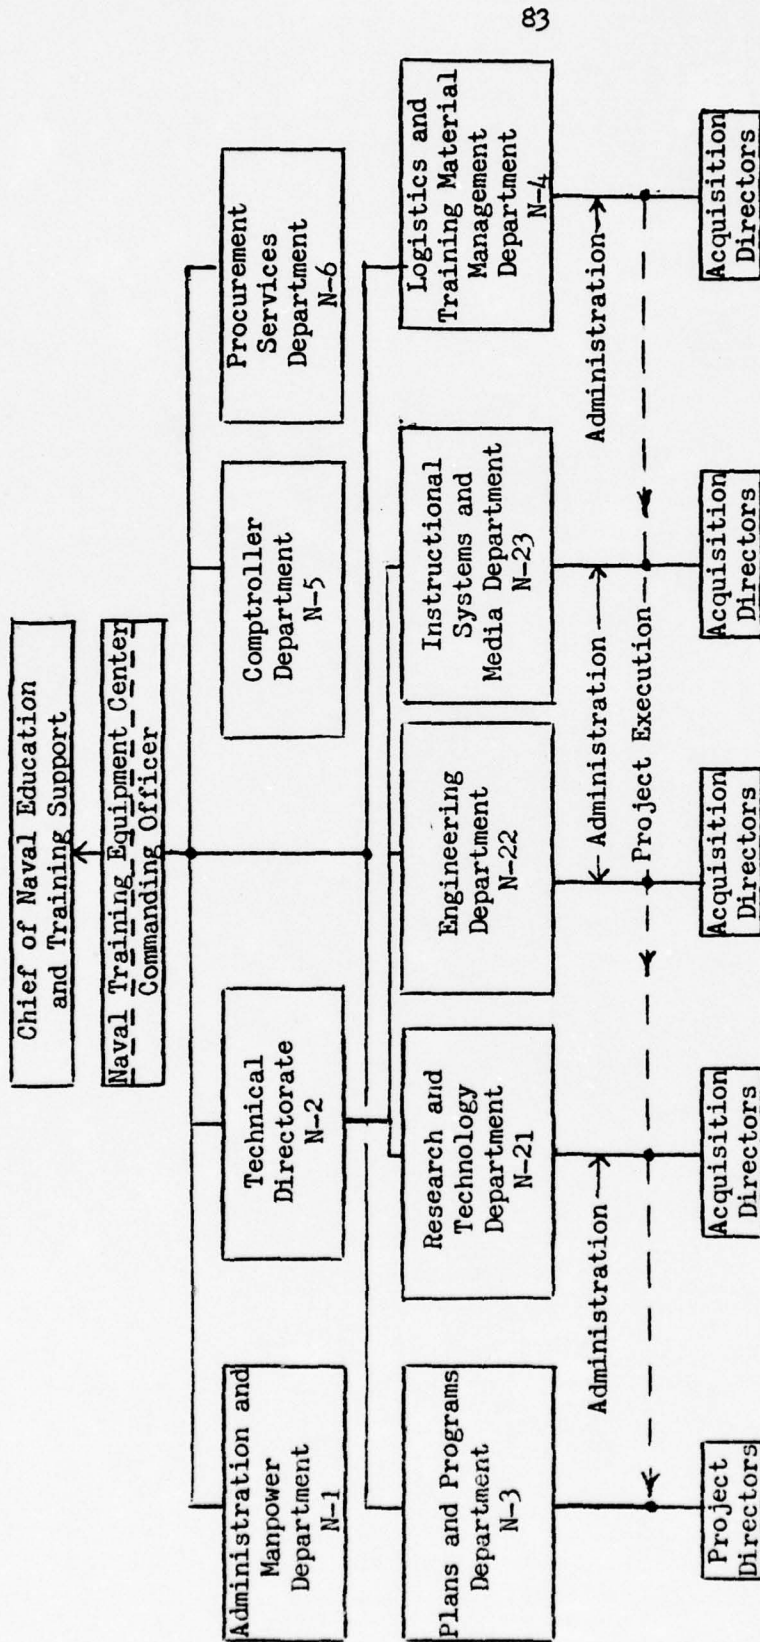 83
Chief of Naval Education
and Training Support
Naval Training Equipment Center
Commanding Officer
Administration and
Manpower
Department
N-1
Technical
Directorate
N-2
Comptroller
Department
N-5
Procurement
Services
Department
N-6
Plans and Programs
Department
N-3
Research and
Technology
Department
N-21
Engineering
Department
N-22
Instructional
Systems and
Media Department
N-23
Logistics and
Training Material
Management
Department
N-4
Administration
Administration
Administration
Project Execution
Project
Directors
Acquisition
Directors
Acquisition
Directors
Acquisition
Directors
Acquisition
Directors